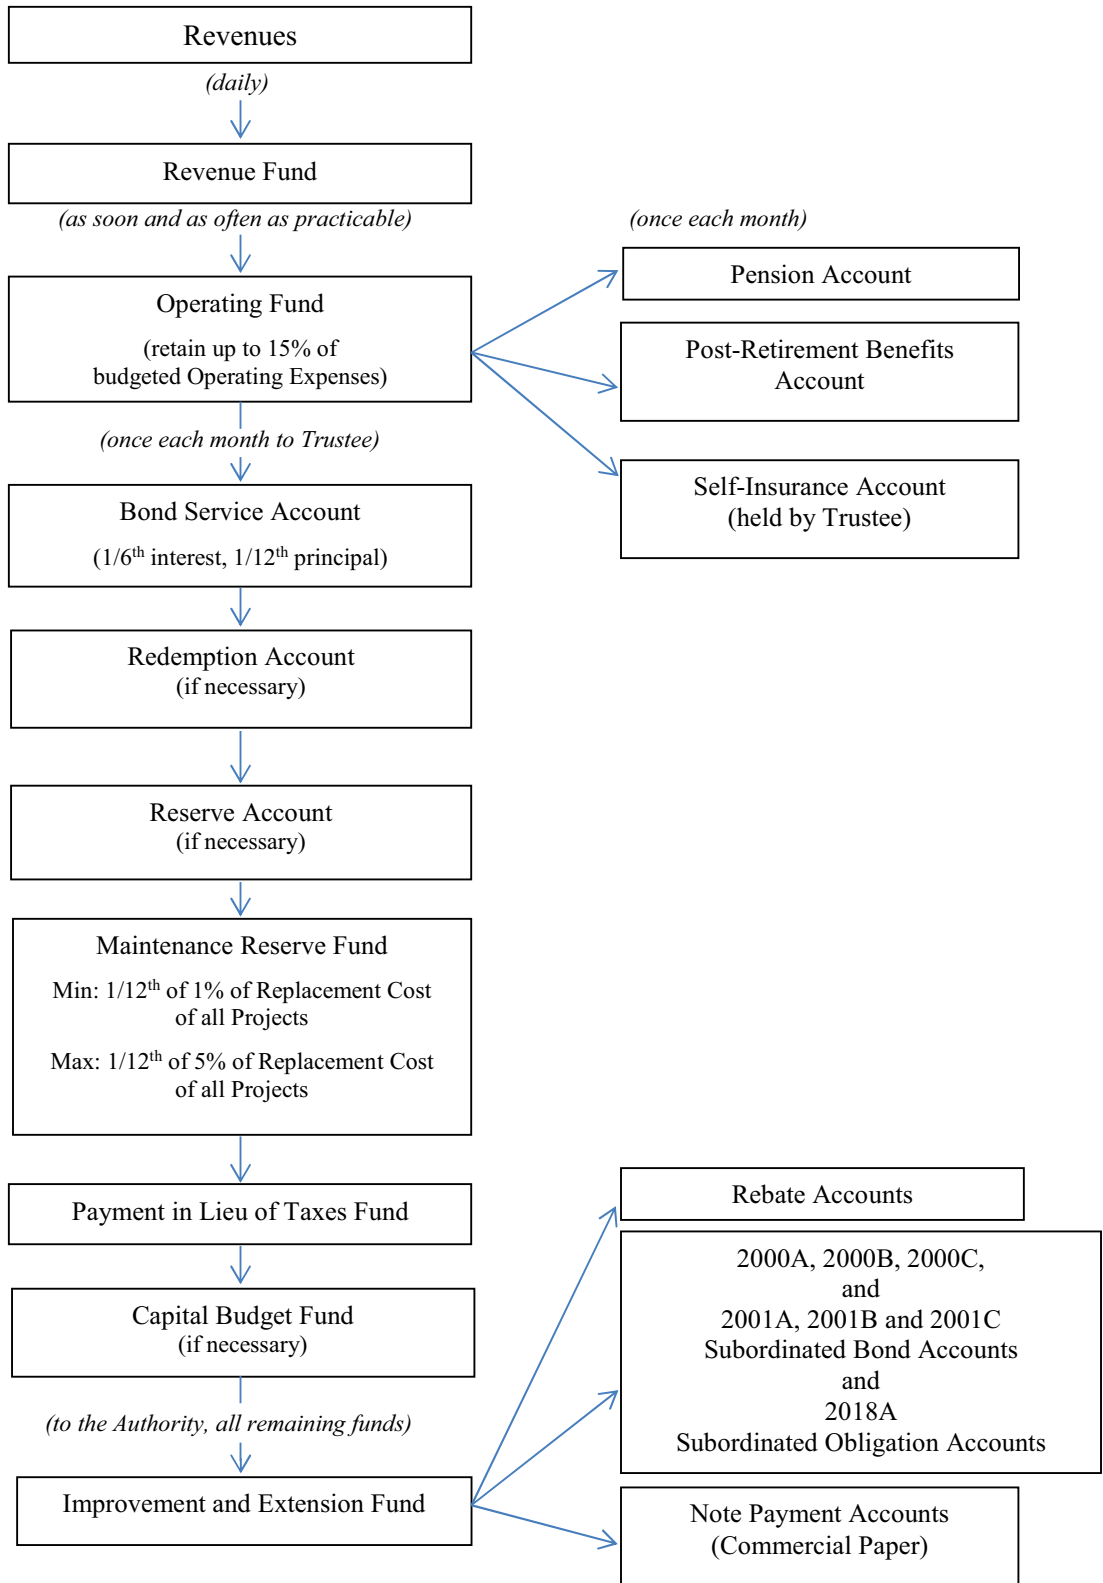 Revenues
(daily)
Revenue Fund
(as soon and as often as practicable)
(once each month)
Pension Account
Operating Fund
(retain up to 15% of
budgeted Operating Expenses)
Post-Retirement Benefits
Account
(once each month to Trustee)
Self-Insurance Account
(held by Trustee)
Bond Service Account
(1/6th interest, 1/12th principal)
Redemption Account
(if necessary)
Reserve Account
(if necessary)
Maintenance Reserve Fund
Min: 1/12th of 1% of Replacement Cost
of all Projects
Max: 1/12th of 5% of Replacement Cost
of all Projects
Payment in Lieu of Taxes Fund
Capital Budget Fund
(if necessary)
(to the Authority, all remaining funds)
Improvement and Extension Fund
Rebate Accounts
2000A, 2000B, 2000C,
and
2001A, 2001B and 2001C
Subordinated Bond Accounts
and
2018A
Subordinated Obligation Accounts
Note Payment Accounts
(Commercial Paper)